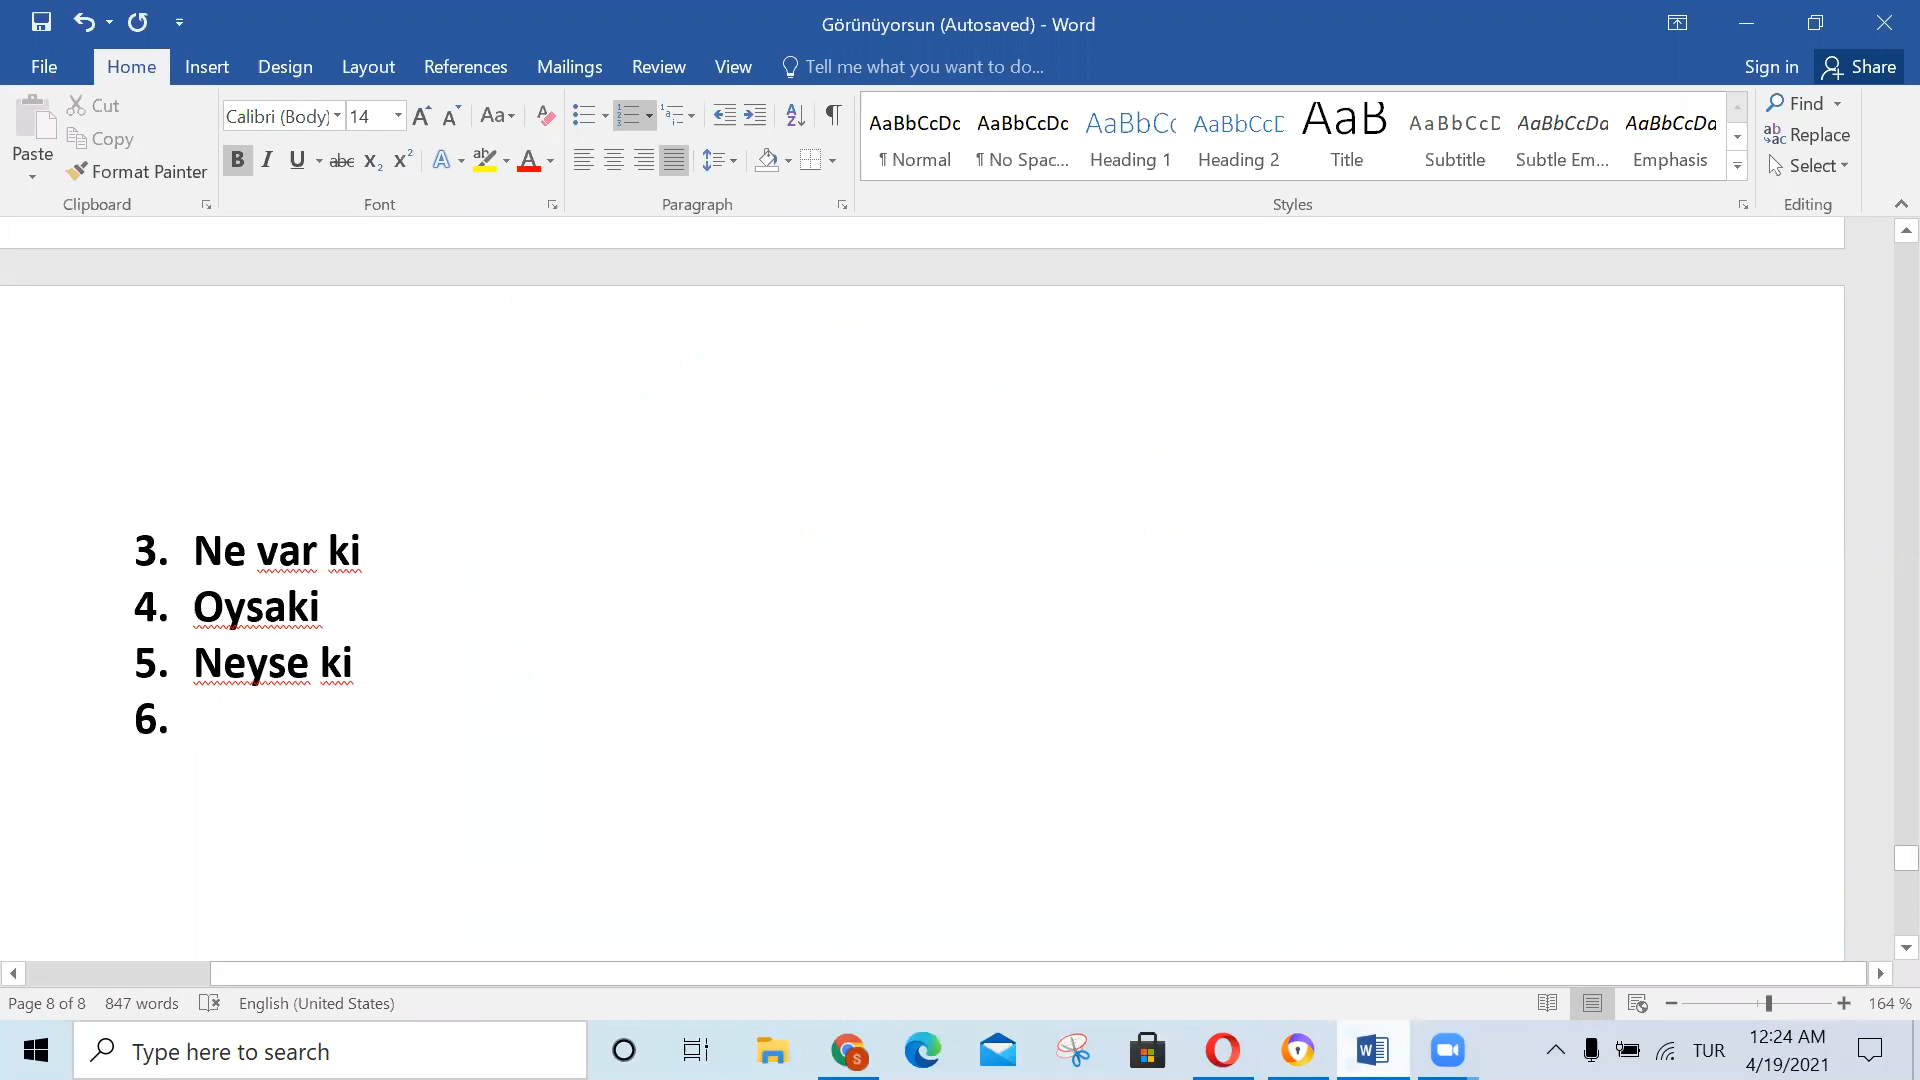 Görünüyorsun (Autosaved) - Word
File Home Insert Design Layout References Mailings Review View Tell me what you want to do... Sign in Share
Paste
Cut
Copy
Format Painter
Clipboard
Calibri (Body) 14
Font
Paragraph
AaBbCcDc AaBbCcDc AaBbCc AaBbCcD AaB AaBbCcD AaBbCcDa AaBbCcDa
¶ Normal ¶ No Spac... Heading 1 Heading 2 Title Subtitle Subtle Em... Emphasis
Styles
Find
Replace
Select
Editing
3. Ne var ki
4. Oysaki
5. Neyse ki
6.
Page 8 of 8 847 words English (United States) 164 %
Type here to search
TUR
12:24 AM
4/19/2021